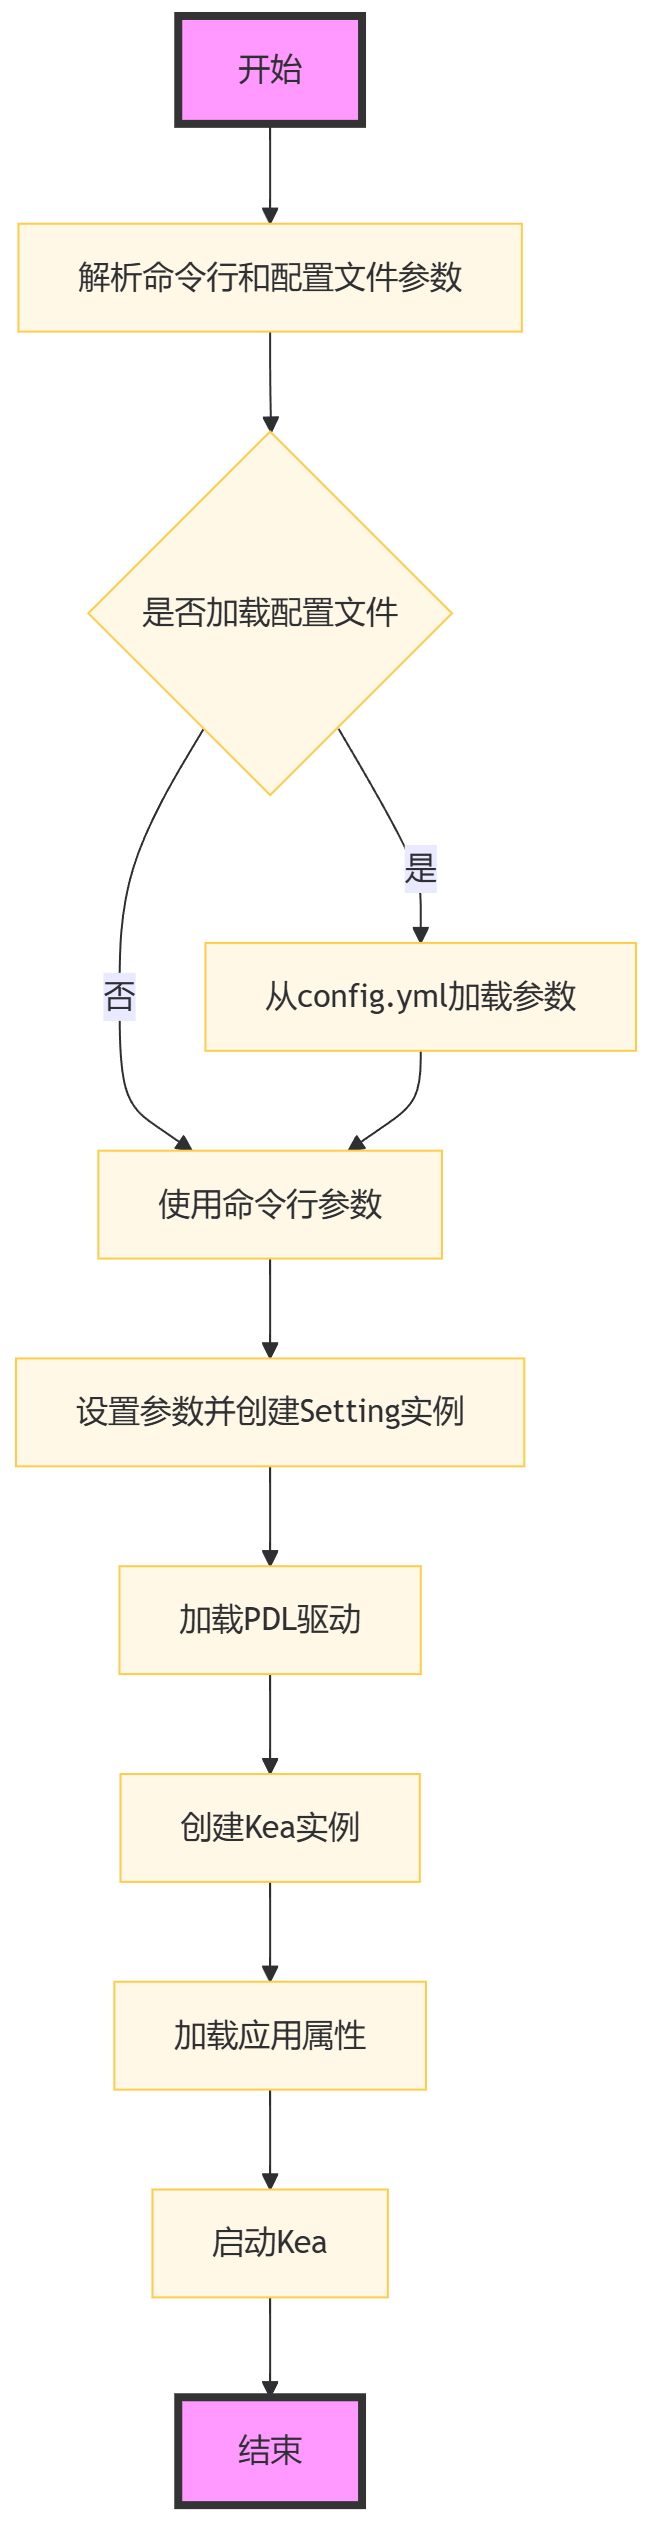 开始
解析命令行和配置文件参数
是否加载配置文件
是
否
从config.yml加载参数
使用命令行参数
设置参数并创建Setting实例
加载PDL驱动
创建Kea实例
加载应用属性
启动Kea
结束